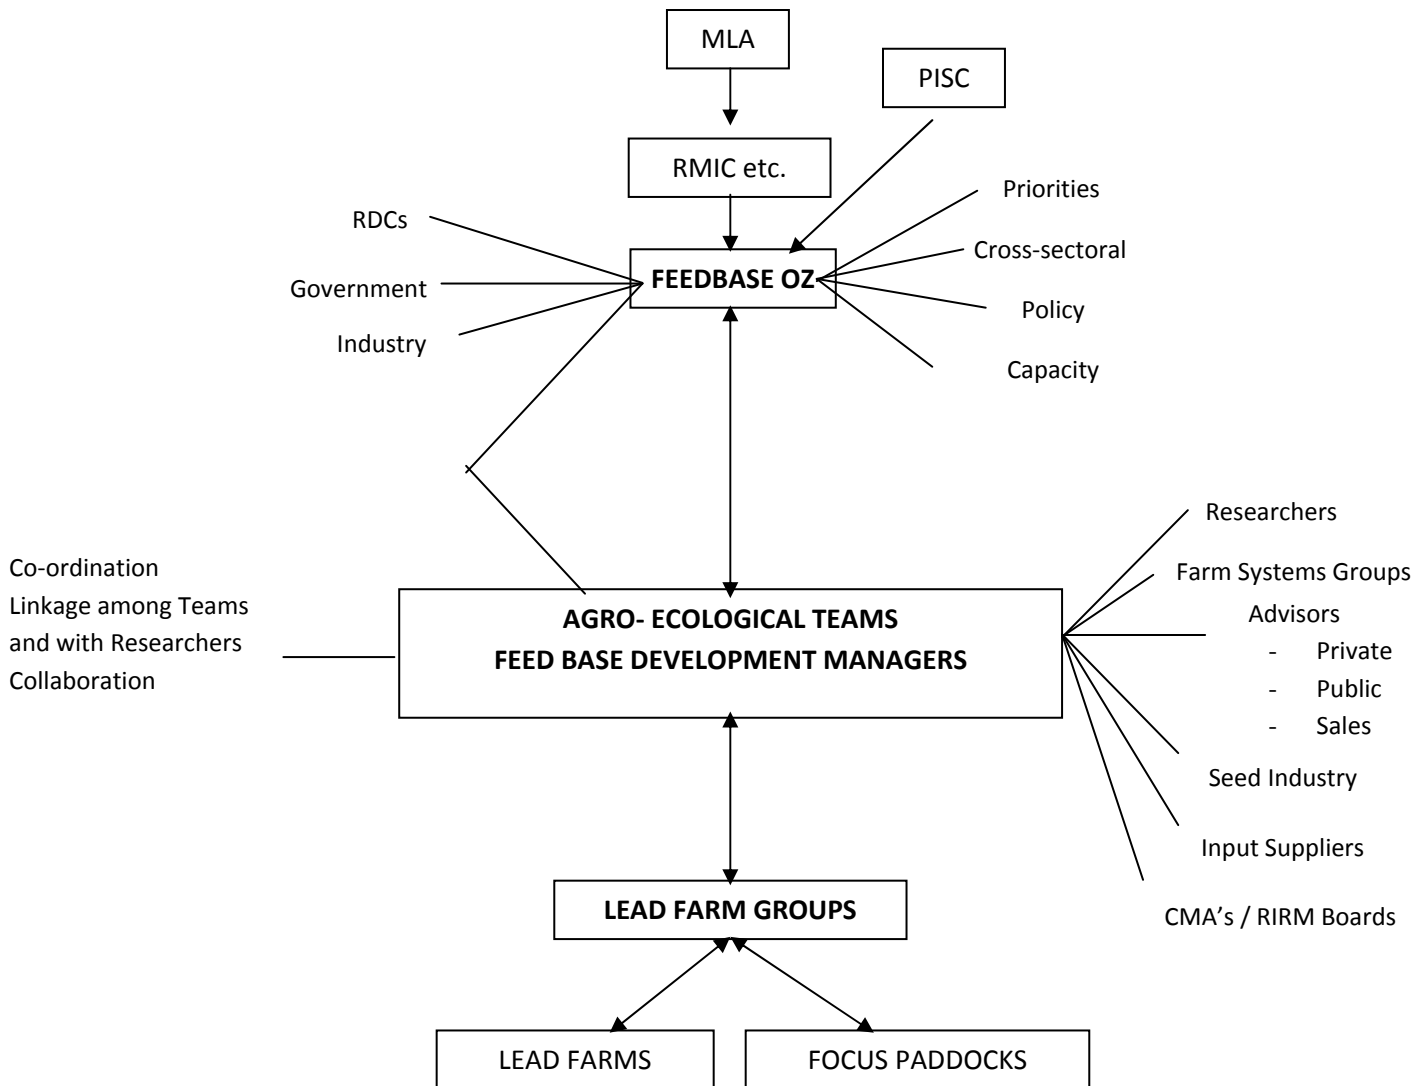 MLA
PISC
RMIC etc.
Priorities
RDCs
Cross-sectoral
FEEDBASE OZ
Government
Policy
Industry
Capacity
Researchers
Co-ordination
Linkage among Teams
and with Researchers
Collaboration
Farm Systems Groups
AGRO- ECOLOGICAL TEAMS
FEED BASE DEVELOPMENT MANAGERS
Advisors
- Private
- Public
- Sales
Seed Industry
Input Suppliers
LEAD FARM GROUPS
CMA’s / RIRM Boards
LEAD FARMS
FOCUS PADDOCKS